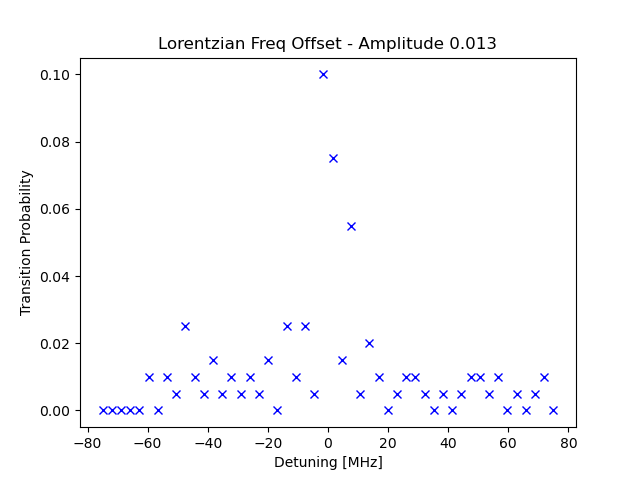 Lorentzian Freq Offset - Amplitude 0.013
0.10
0.08
0.06
0.04
0.02
0.00
Transition Probability
−80 −60 −40 −20 0 20 40 60 80
Detuning [MHz]